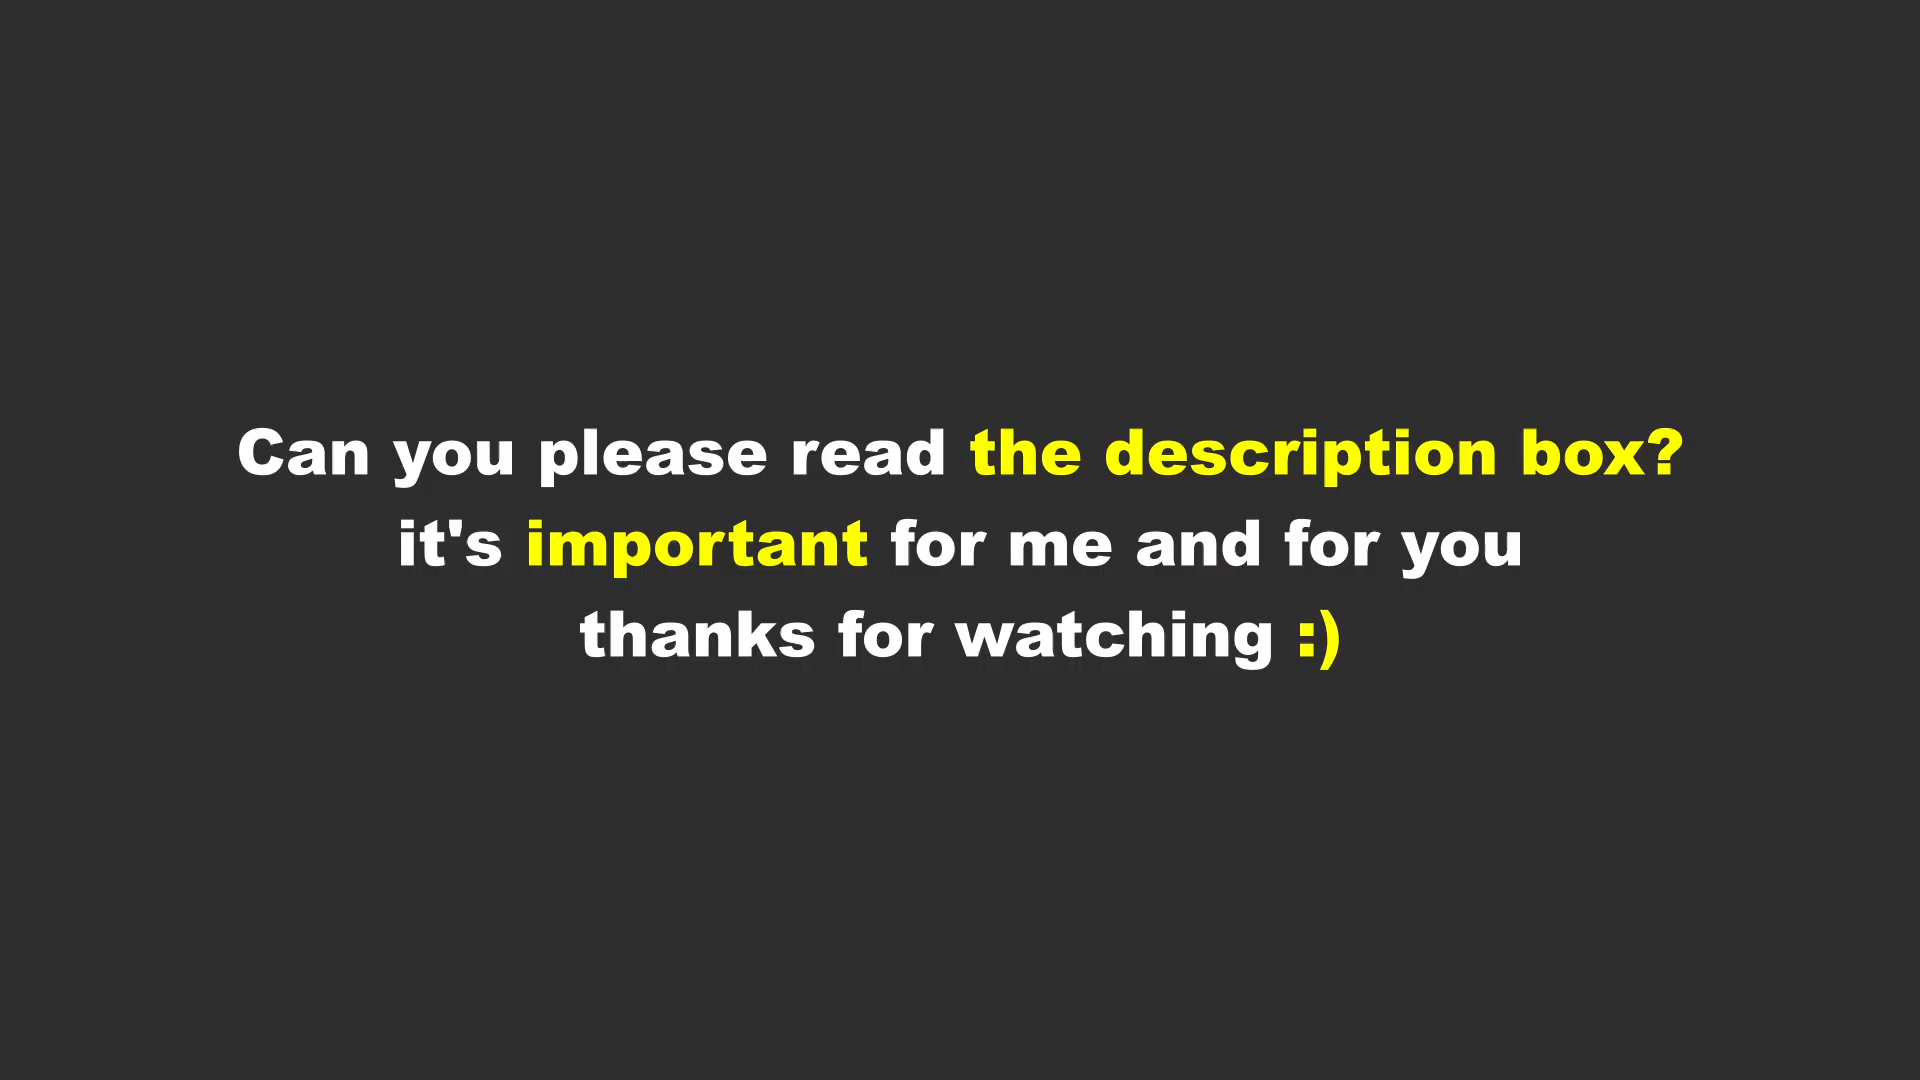 Can you please read the description box?
it's important for me and for you
thanks for watching :)